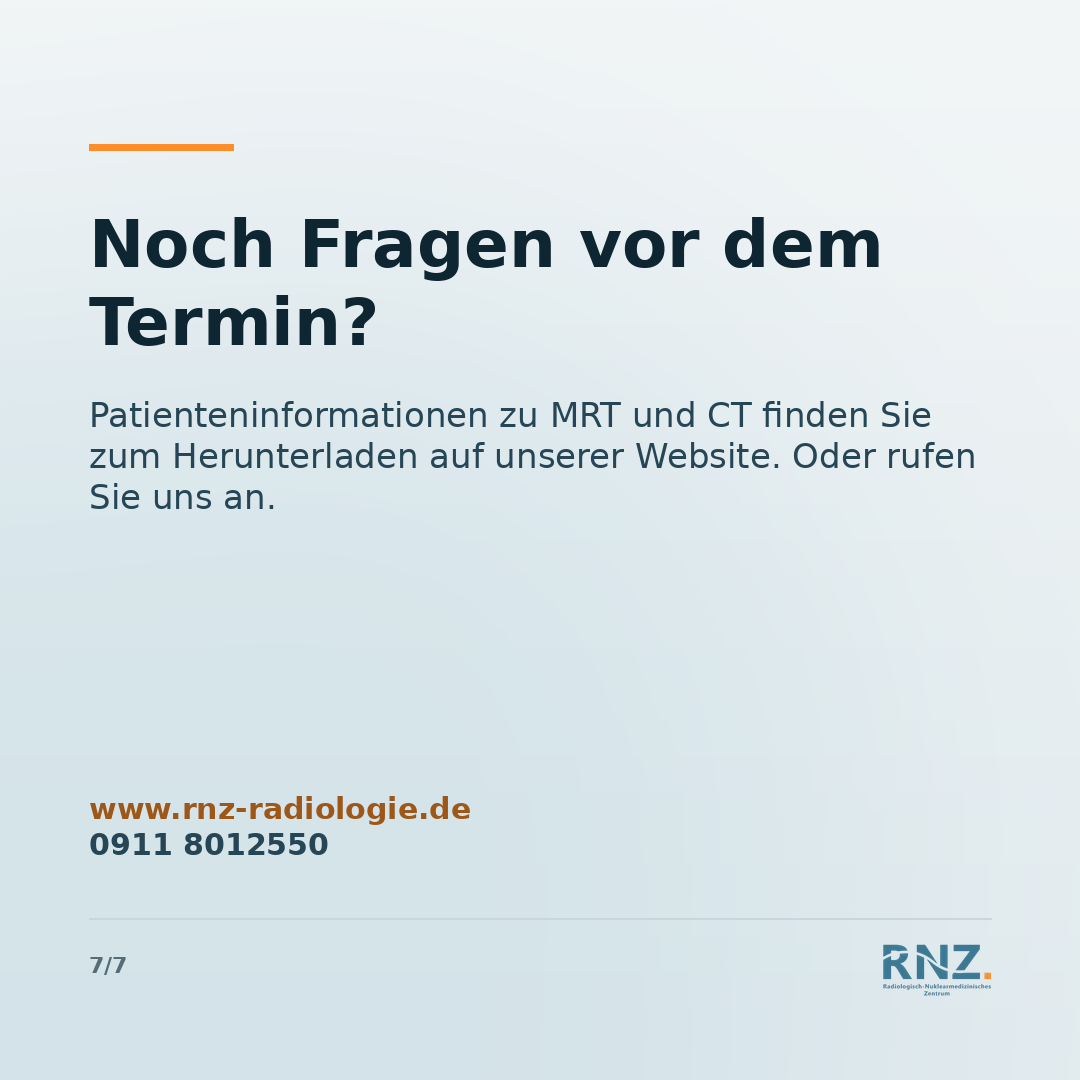 Noch Fragen vor dem
Termin?
Patienteninformationen zu MRT und CT finden Sie
zum Herunterladen auf unserer Website. Oder rufen
Sie uns an.
www.rnz-radiologie.de
0911 8012550
7/7
RNZ.
Radiologisch-Nuklearmedizinisches
Zentrum